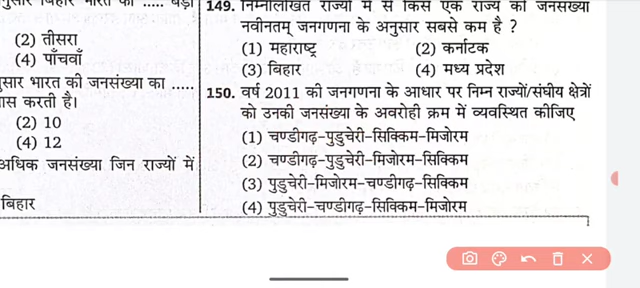 (2) तीसरा
(4) पाँचवाँ
सार भारत की जनसंख्या का .....
ास करती है।
(2) 10
(4) 12
अधिक जनसंख्या जिन राज्यों में
बिहार
149. निम्नलिखित राज्यों में से किस एक राज्य की जनसंख्या
नवीनतम् जनगणना के अनुसार सबसे कम है ?
(1) महाराष्ट्र (2) कर्नाटक
(3) बिहार (4) मध्य प्रदेश
150. वर्ष 2011 की जनगणना के आधार पर निम्न राज्यों/संघीय क्षेत्रों
को उनकी जनसंख्या के अवरोही क्रम में व्यवस्थित कीजिए
(1) चण्डीगढ़-पुडुचेरी-सिक्किम-मिजोरम
(2) चण्डीगढ़-पुडुचेरी-मिजोरम-सिक्किम
(3) पुडुचेरी-मिजोरम-चण्डीगढ़-सिक्किम
(4) पुडुचेरी-चण्डीगढ़-सिक्किम-मिजोरम